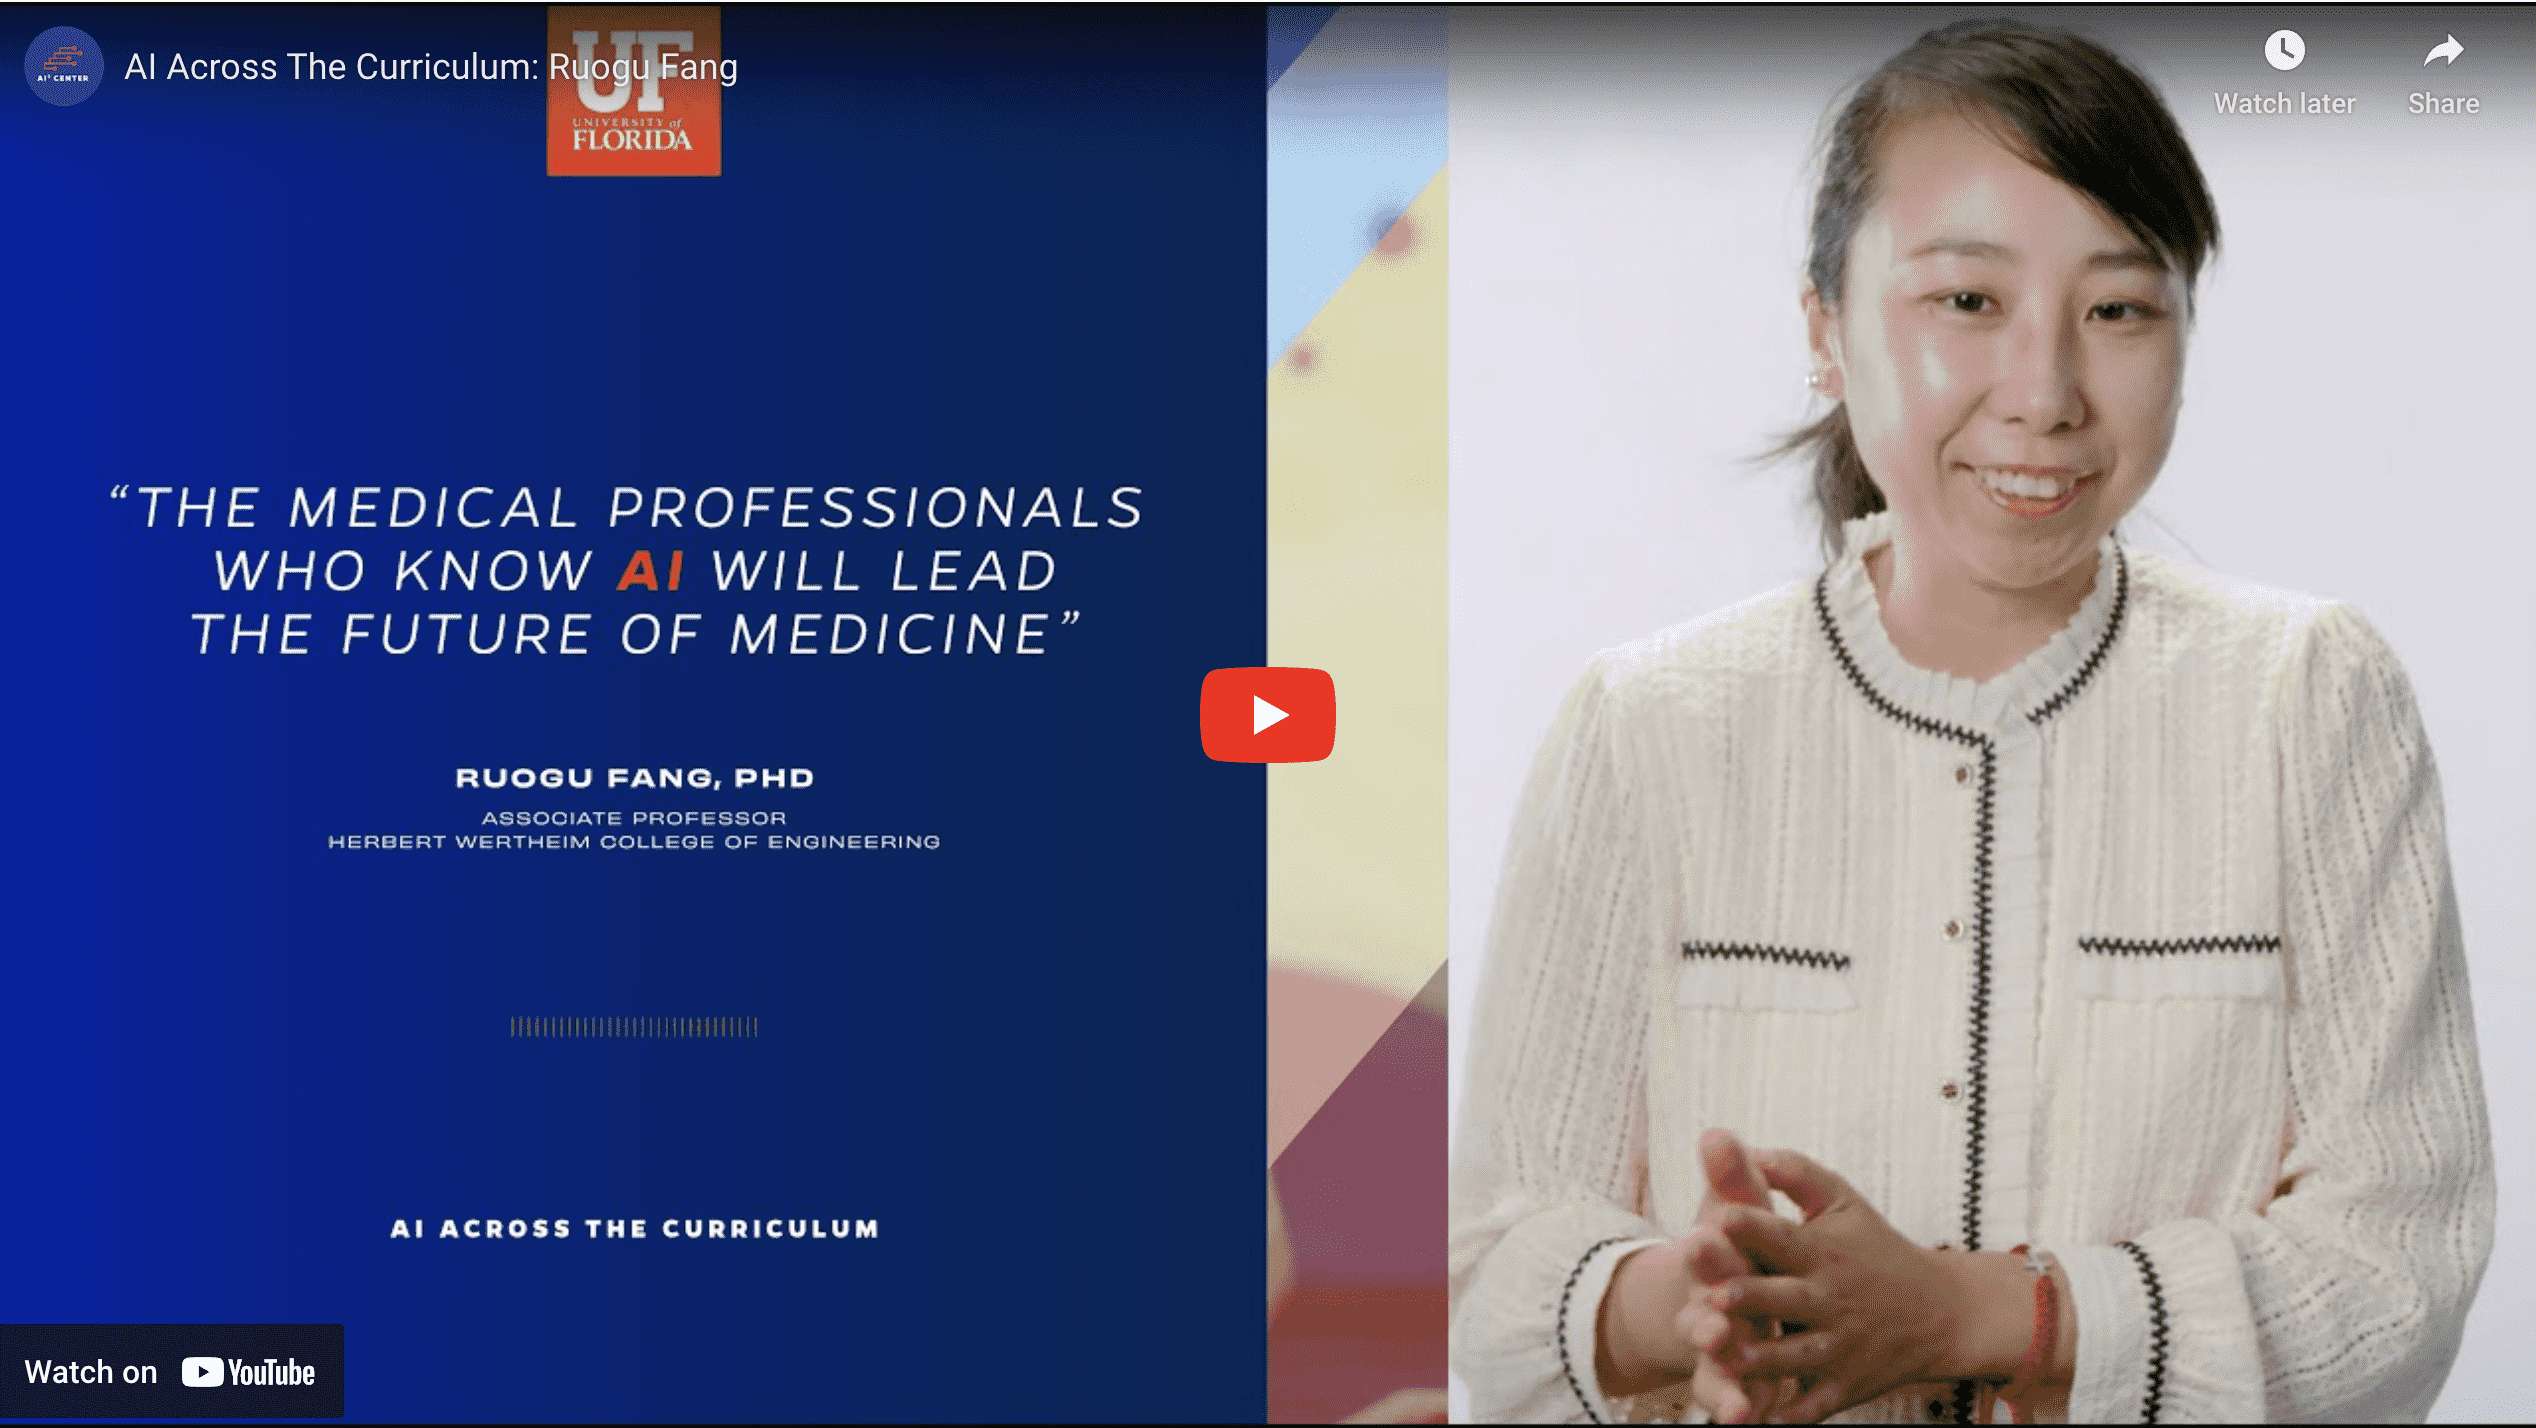 AI² CENTER
AI Across The Curriculum: Ruogu Fang
UF
UNIVERSITY of
FLORIDA
Watch later
Share
“THE MEDICAL PROFESSIONALS
WHO KNOW AI WILL LEAD
THE FUTURE OF MEDICINE”
RUOGU FANG, PHD
ASSOCIATE PROFESSOR
HERBERT WERTHEIM COLLEGE OF ENGINEERING
AI ACROSS THE CURRICULUM
Watch on YouTube